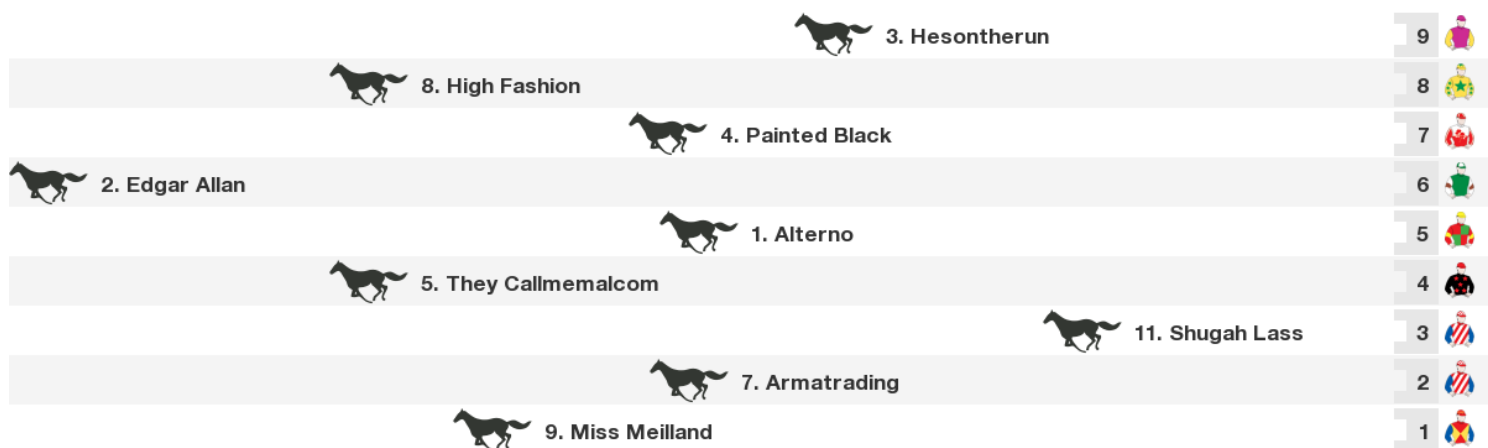 3. Hesontherun 9
8. High Fashion 8
4. Painted Black 7
2. Edgar Allan 6
1. Alterno 5
5. They Callmemalcom 4
11. Shugah Lass 3
7. Armatrading 2
9. Miss Meilland 1